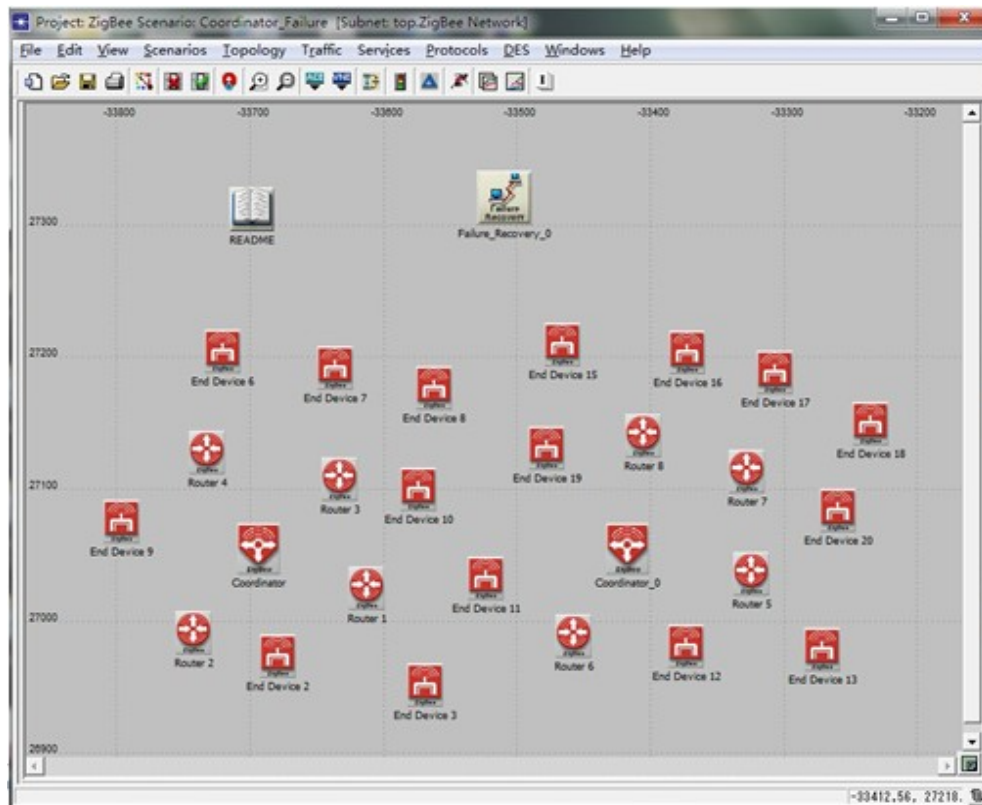 Project: ZigBee Scenario: Coordinator_Failure [Subnet: top.ZigBee Network]
File Edit View Scenarios Topology Traffic Services Protocols DES Windows Help
-33800 -33700 -33600 -33500 -33400 -33300 -33200
Failure
Recovery
27300
README
Failure_Recovery_0
27200
End Device 6
End Device 7
End Device 8
End Device 15
End Device 16
End Device 17
End Device 18
Router 4
Router 3
End Device 10
End Device 19
Router 8
Router 7
27100
End Device 9
Coordinator
Router 1
End Device 11
Coordinator_0
Router 5
End Device 20
27000
Router 2
End Device 2
End Device 3
Router 6
End Device 12
End Device 13
26900
-33412.56, 27218.